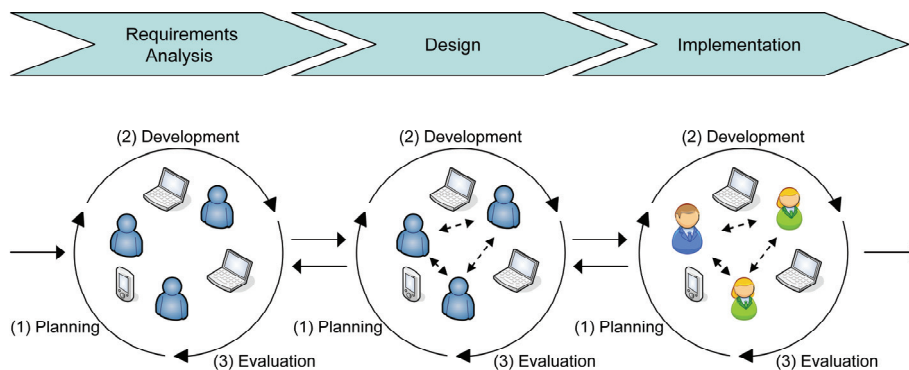 Requirements
Analysis
Design
Implementation
(2) Development
(2) Development
(2) Development
(1) Planning
(1) Planning
(1) Planning
(3) Evaluation
(3) Evaluation
(3) Evaluation